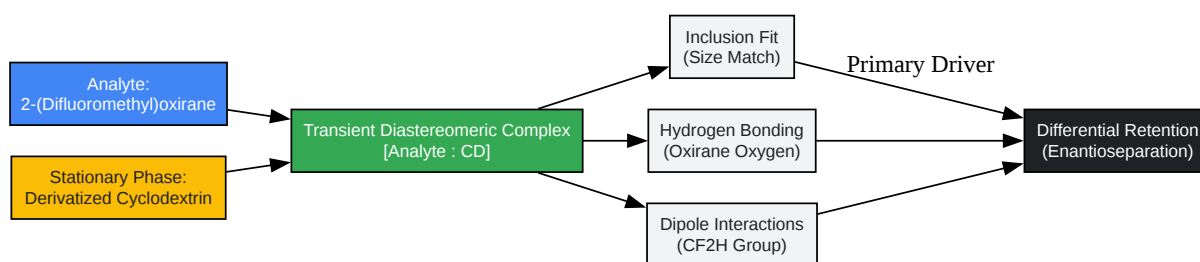 Analyte:
2-(Difluoromethyl)oxirane
Stationary Phase:
Derivatized Cyclodextrin
Transient Diastereomeric Complex
[Analyte : CD]
Inclusion Fit
(Size Match)
Primary Driver
Hydrogen Bonding
(Oxirane Oxygen)
Dipole Interactions
(CF2H Group)
Differential Retention
(Enantioseparation)